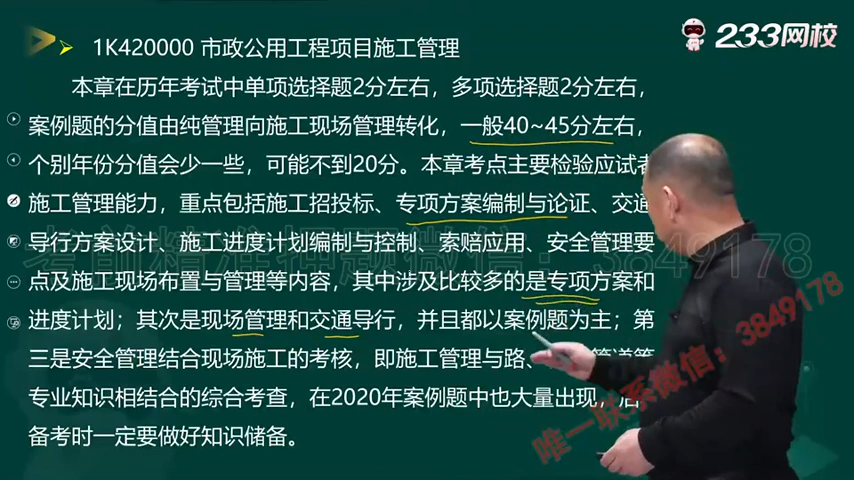 233网校
1K420000 市政公用工程项目施工管理
本章在历年考试中单项选择题2分左右，多项选择题2分左右，
案例题的分值由纯管理向施工现场管理转化，一般40~45分左右，
个别年份分值会少一些，可能不到20分。本章考点主要检验应试者
施工管理能力，重点包括施工招投标、专项方案编制与论证、交通
导行方案设计、施工进度计划编制与控制、索赔应用、安全管理要
点及施工现场布置与管理等内容，其中涉及比较多的是专项方案和
进度计划；其次是现场管理和交通导行，并且都以案例题为主；第
三是安全管理结合现场施工的考核，即施工管理与路、管道等
专业知识相结合的综合考查，在2020年案例题中也大量出现，后
备考时一定要做好知识储备。
考前精准押题微信：3849178
唯一联系微信：3849178